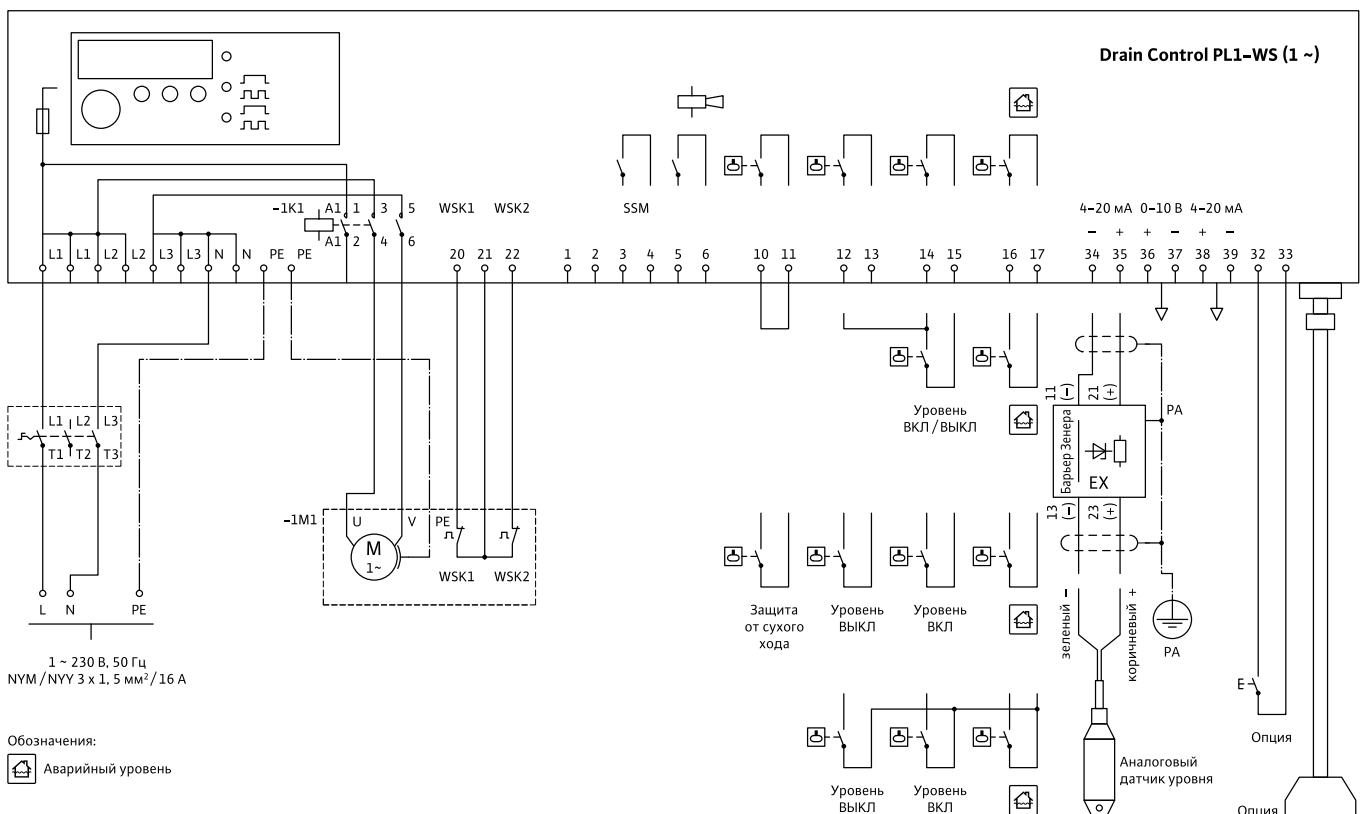 Drain Control PL1-WS (1 ~)
-1K1 A1 1 3 5 WSK1 WSK2 SSM 4-20 мА 0-10 В 4-20 мА
− + + − + −
A1 2 4 6
L1 L1 L2 L2 L3 L3 N N PE PE 20 21 22 1 2 3 4 5 6 10 11 12 13 14 15 16 17 34 35 36 37 38 39 32 33
11 (−) 21 (+)
PA
L1 L2 L3
T1 T2 T3
Уровень
ВКЛ / ВЫКЛ
Барьер Зенера
EX
13 (−) 23 (+)
-1M1 U V PE
M
1~
WSK1 WSK2
L N PE
1 ~ 230 В, 50 Гц
NYM / NYY 3 x 1, 5 мм² / 16 А
Защита
от сухого
хода
Уровень
ВЫКЛ
Уровень
ВКЛ
зеленый −
коричневый +
PA
E
Опция
Обозначения:
Аварийный уровень
Аналоговый
датчик уровня
Уровень
ВЫКЛ
Уровень
ВКЛ
Опция